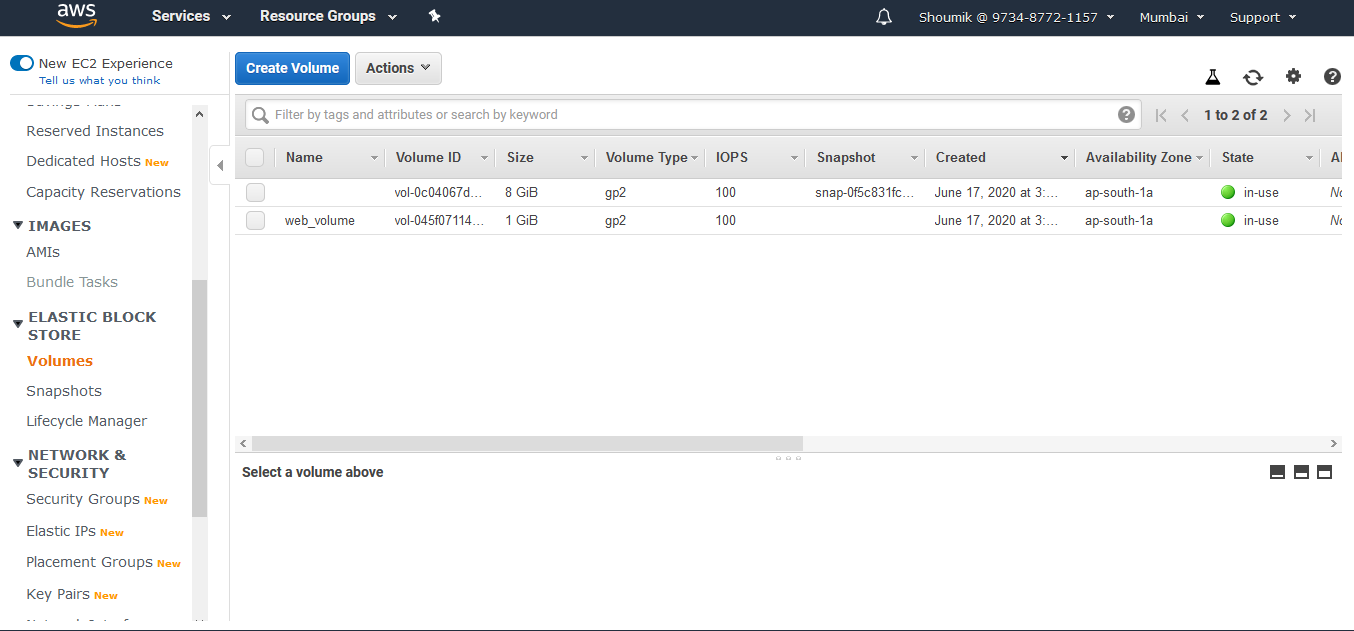 aws Services Resource Groups Shoumik @ 9734-8772-1157 Mumbai Support
New EC2 Experience
Tell us what you think
Savings Plans
Reserved Instances
Dedicated Hosts New
Capacity Reservations
IMAGES
AMIs
Bundle Tasks
ELASTIC BLOCK
STORE
Volumes
Snapshots
Lifecycle Manager
NETWORK &
SECURITY
Security Groups New
Elastic IPs New
Placement Groups New
Key Pairs New
Create Volume Actions
Filter by tags and attributes or search by keyword 1 to 2 of 2
Name Volume ID Size Volume Type IOPS Snapshot Created Availability Zone State
vol-0c04067d... 8 GiB gp2 100 snap-0f5c831fc... June 17, 2020 at 3:... ap-south-1a in-use
web_volume vol-045f07114... 1 GiB gp2 100 June 17, 2020 at 3:... ap-south-1a in-use
Select a volume above